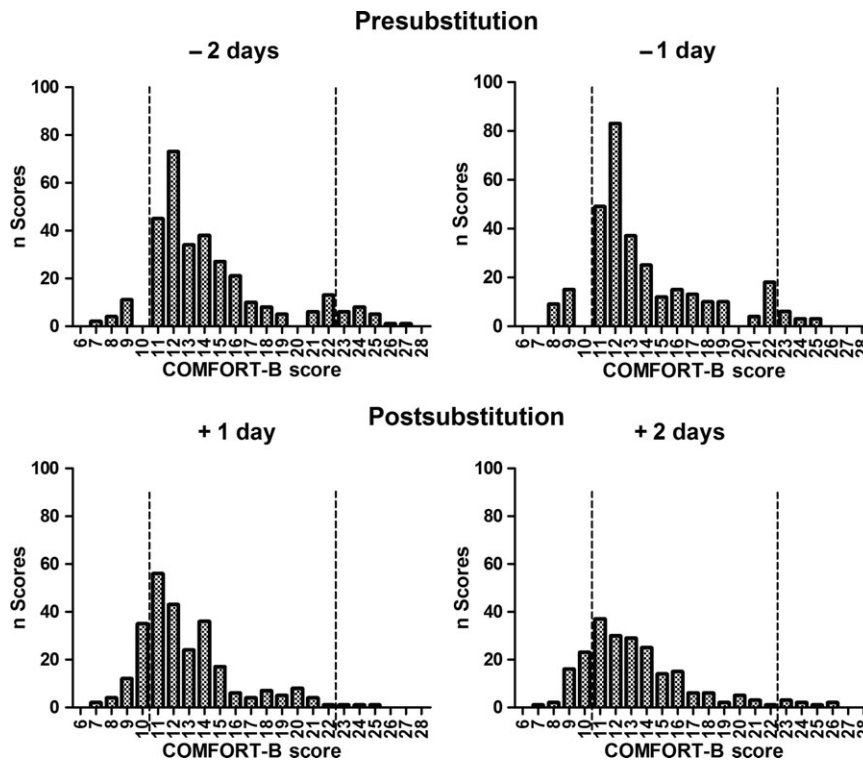 Presubstitution
– 2 days
– 1 day
100
80
60
40
20
0
n Scores
6 7 8 9 10 11 12 13 14 15 16 17 18 19 20 21 22 23 24 25 26 27 28
COMFORT-B score
100
80
60
40
20
0
n Scores
6 7 8 9 10 11 12 13 14 15 16 17 18 19 20 21 22 23 24 25 26 27 28
COMFORT-B score
Postsubstitution
+ 1 day
+ 2 days
100
80
60
40
20
0
n Scores
6 7 8 9 10 11 12 13 14 15 16 17 18 19 20 21 22 23 24 25 26 27 28
COMFORT-B score
100
80
60
40
20
0
n Scores
6 7 8 9 10 11 12 13 14 15 16 17 18 19 20 21 22 23 24 25 26 27 28
COMFORT-B score